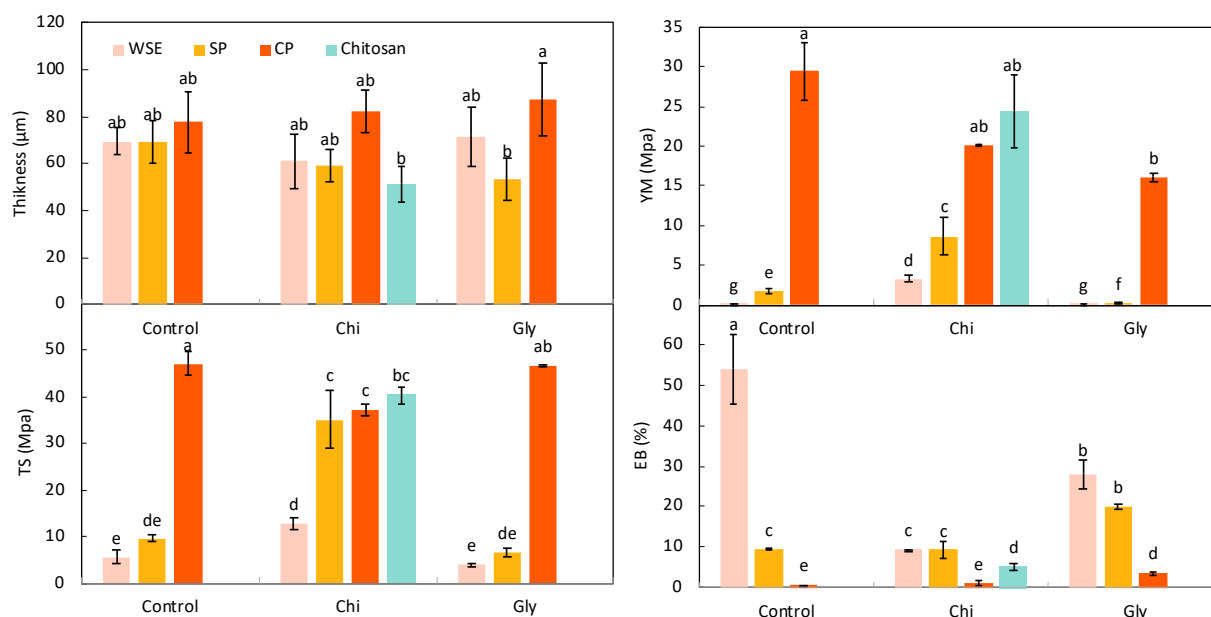 120
100
80
60
40
20
0
Thikness (µm)
WSE SP CP Chitosan
ab ab ab
ab ab ab b
ab b a
Control Chi Gly
35
30
25
20
15
10
5
0
YM (Mpa)
g e a
d c ab ab
g f b
Control Chi Gly
50
40
30
20
10
0
TS (Mpa)
e de a
d c c bc
e de ab
Control Chi Gly
60
50
40
30
20
10
0
EB (%)
a c e
c c e d
b b d
Control Chi Gly